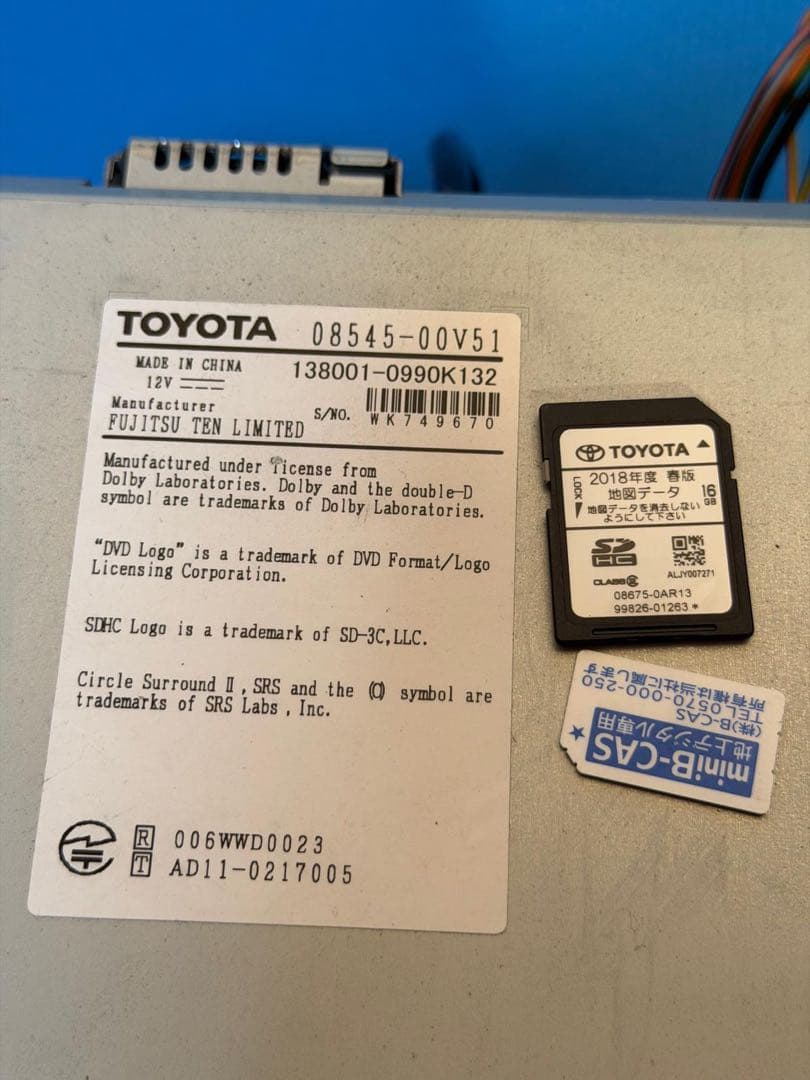 TOYOTA 08545-00V51
MADE IN CHINA 138001-0990K132
12V
Manufacturer S/NO. WK749670
FUJITSU TEN LIMITED
Manufactured under license from
Dolby Laboratories. Dolby and the double-D
symbol are trademarks of Dolby Laboratories.
"DVD Logo" is a trademark of DVD Format/Logo
Licensing Corporation.
SDHC Logo is a trademark of SD-3C,LLC.
Circle Surround Ⅱ, SRS and the (O) symbol are
trademarks of SRS Labs, Inc.
R 006WWD0023
T AD11-0217005
TOYOTA
LOCK 2018年度 春版
地図データ 16GB
地図データを消去しない
ようにして下さい
SD HC
CLASS ALJY007271
08675-0AR13
99826-01263*
miniB-CAS
地上デジタル専用
(株)B-CAS
TEL.0570-000-250
所有権は当社に属します